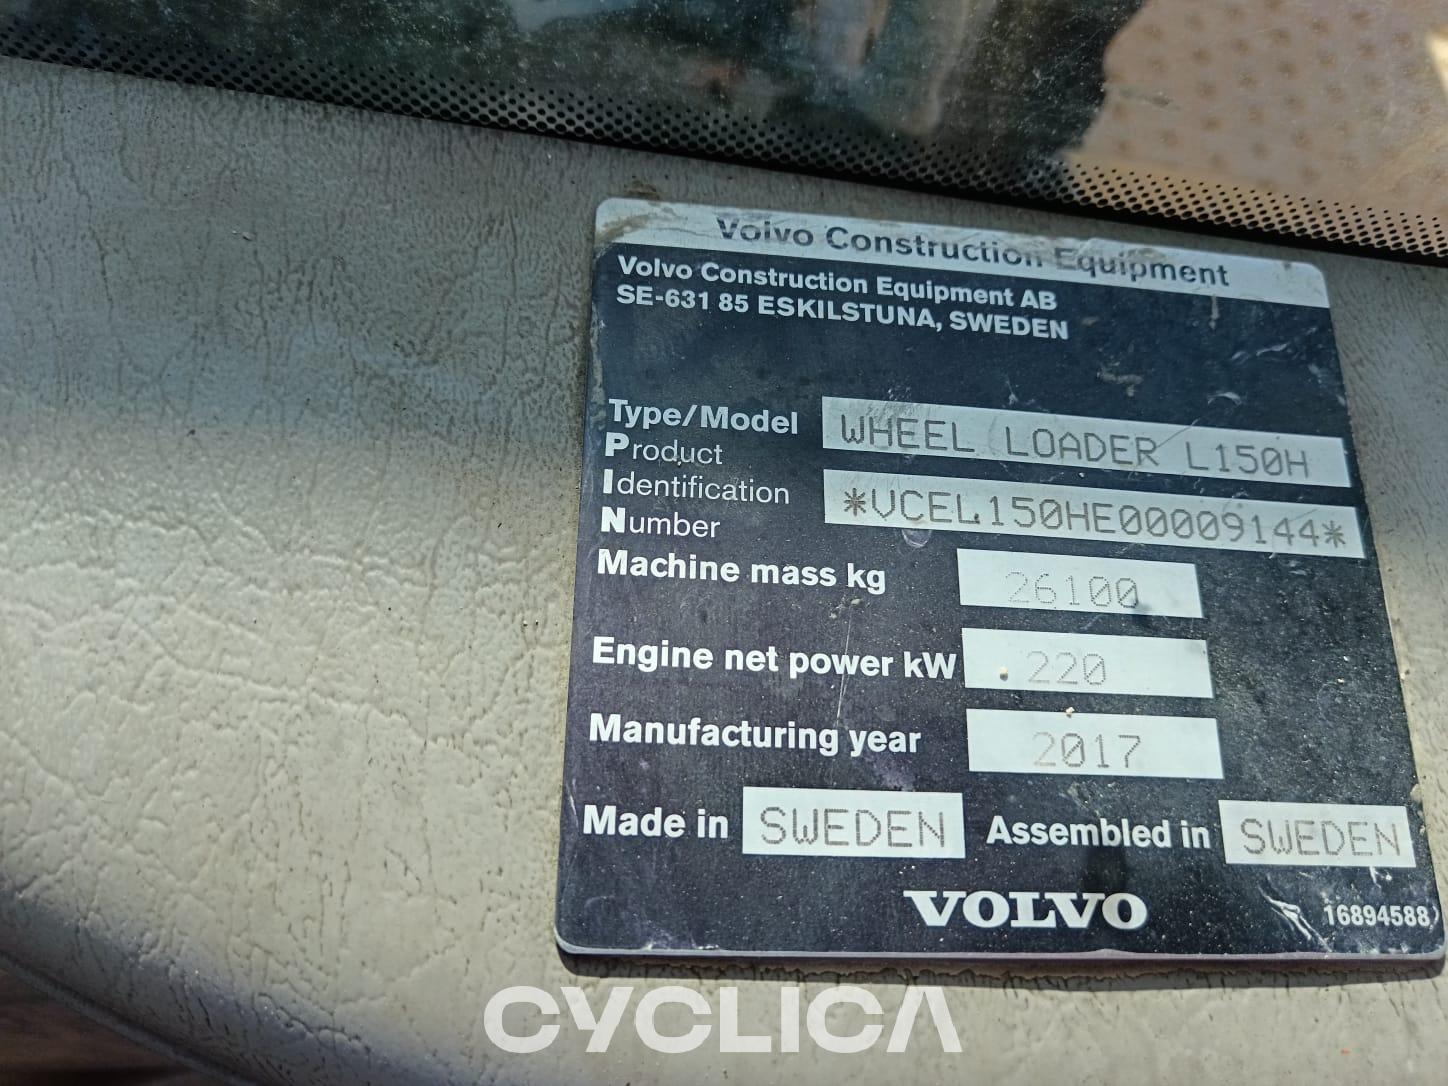 Volvo Construction Equipment
Volvo Construction Equipment AB
SE-631 85 ESKILSTUNA, SWEDEN
Type/Model WHEEL LOADER L150H
Product
Identification *VCEL150HE00009144*
Number
Machine mass kg 26100
Engine net power kW 220
Manufacturing year 2017
Made in SWEDEN Assembled in SWEDEN
VOLVO 16894588
CYCLICA